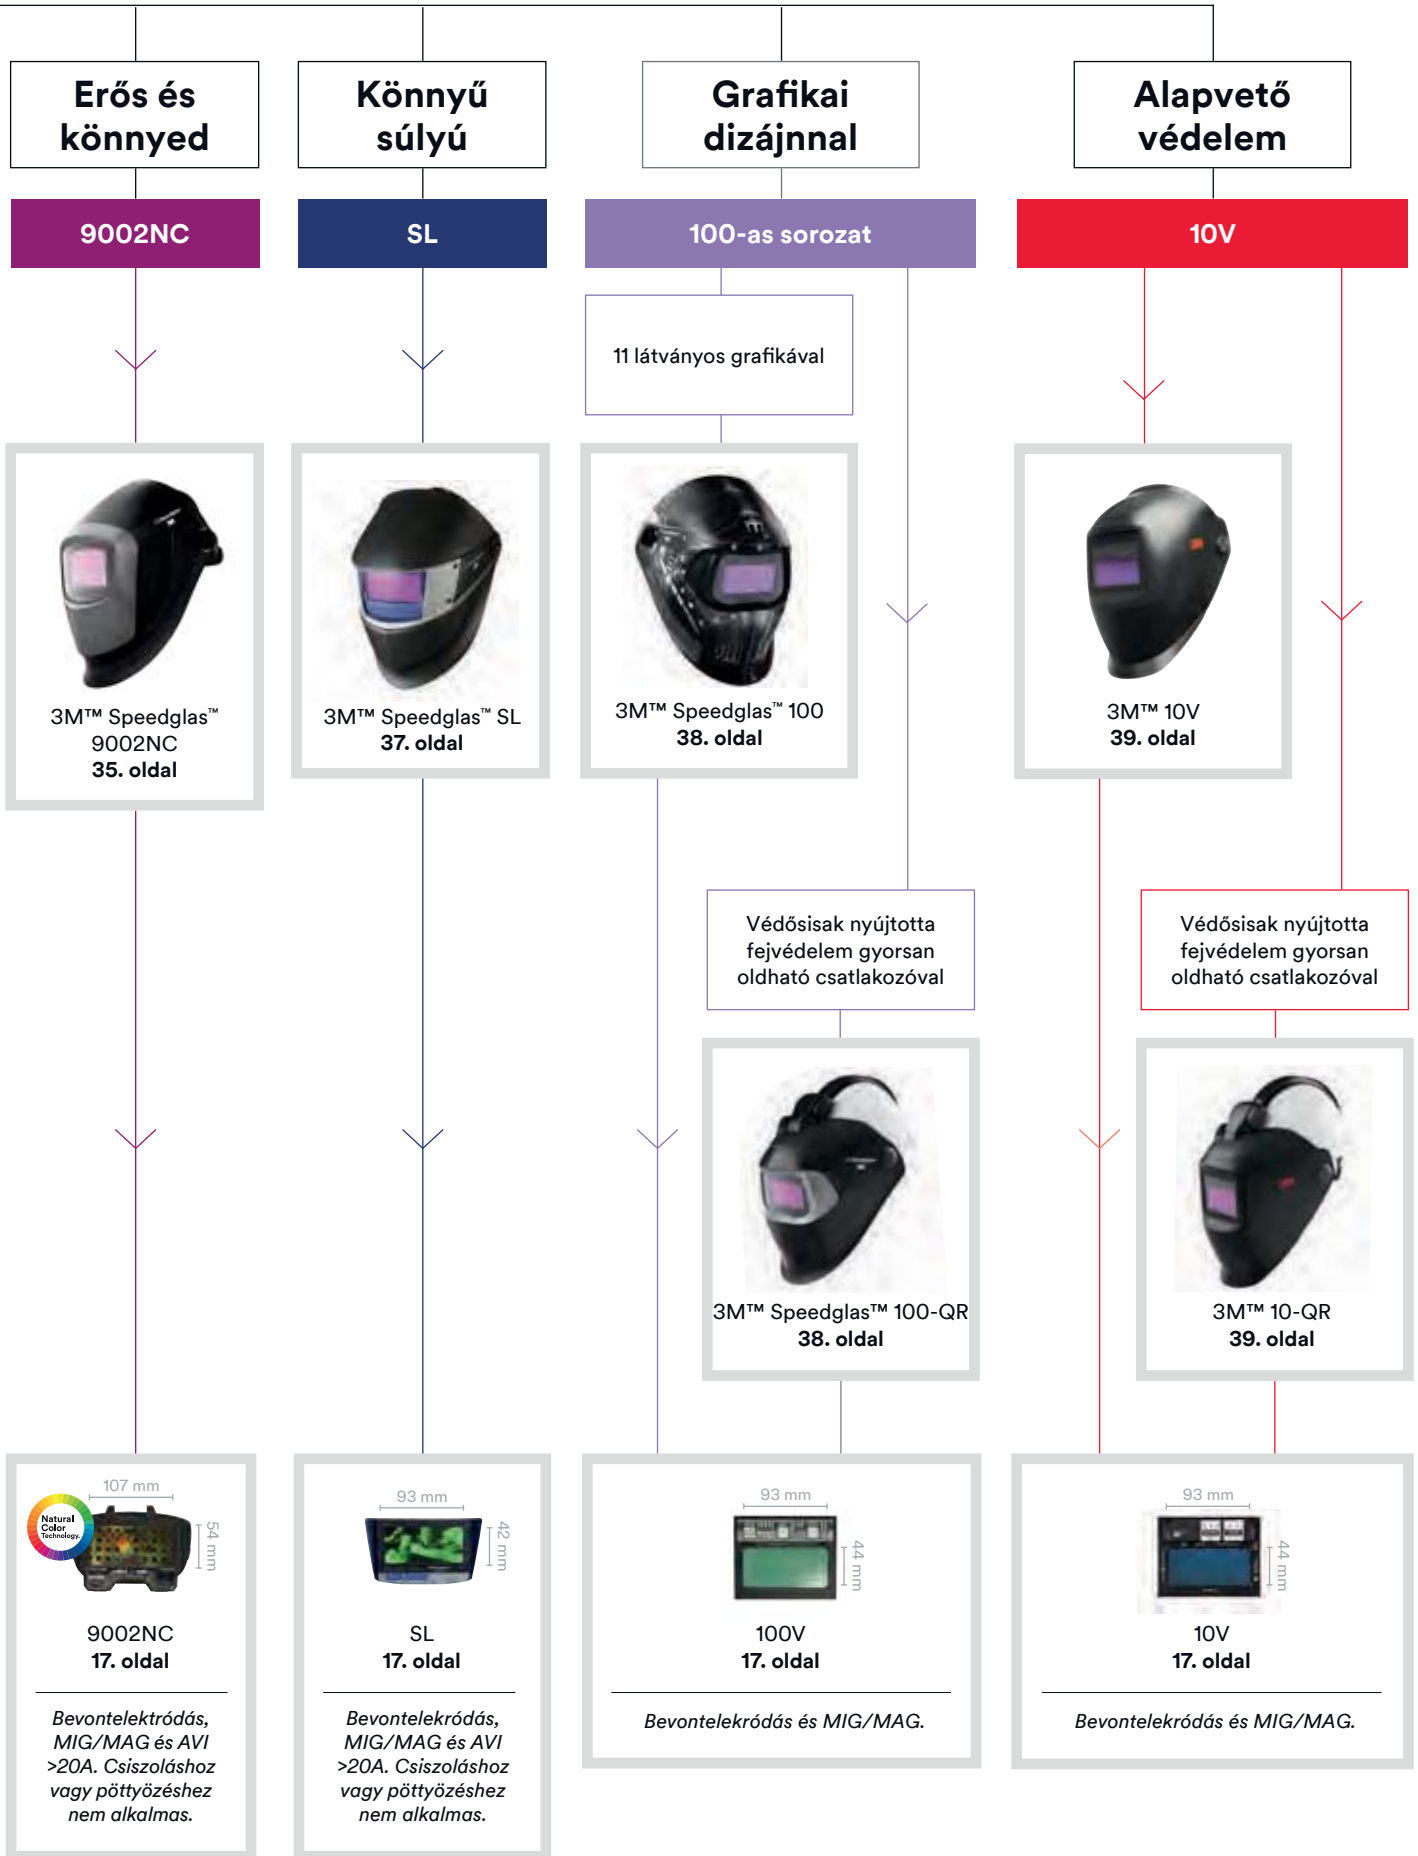 Erős és
könnyed
Könnyű
súlyú
Grafikai
dizájnnal
Alapvető
védelem
9002NC
SL
100-as sorozat
10V
11 látványos grafikával
3M™ Speedglas™
9002NC
35. oldal
3M™ Speedglas™ SL
37. oldal
3M™ Speedglas™ 100
38. oldal
3M™ 10V
39. oldal
Védősisak nyújtotta
fejvédelem gyorsan
oldható csatlakozóval
Védősisak nyújtotta
fejvédelem gyorsan
oldható csatlakozóval
3M™ Speedglas™ 100-QR
38. oldal
3M™ 10-QR
39. oldal
107 mm
54 mm
Natural
Color
Technology.
9002NC
17. oldal
Bevontelektródás,
MIG/MAG és AVI
>20A. Csiszoláshoz
vagy pöttyözéshez
nem alkalmas.
93 mm
42 mm
SL
17. oldal
Bevontelekródás,
MIG/MAG és AVI
>20A. Csiszoláshoz
vagy pöttyözéshez
nem alkalmas.
93 mm
44 mm
100V
17. oldal
Bevontelekródás és MIG/MAG.
93 mm
44 mm
10V
17. oldal
Bevontelekródás és MIG/MAG.